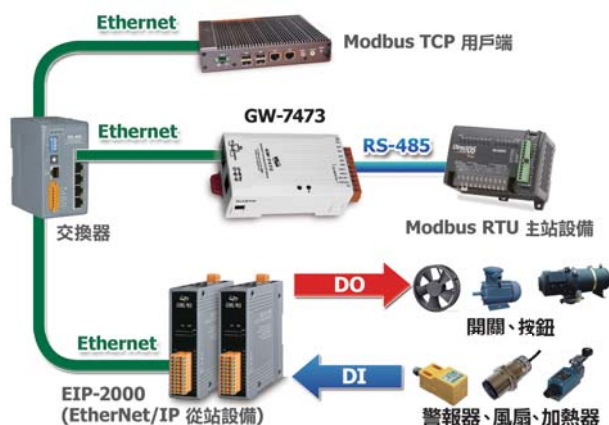 Ethernet
Modbus TCP 用戶端
Ethernet
GW-7473
RS-485
交換器
Modbus RTU 主站設備
DO
開關、按鈕
Ethernet
DI
EIP-2000
(EtherNet/IP 從站設備)
警報器、風扇、加熱器